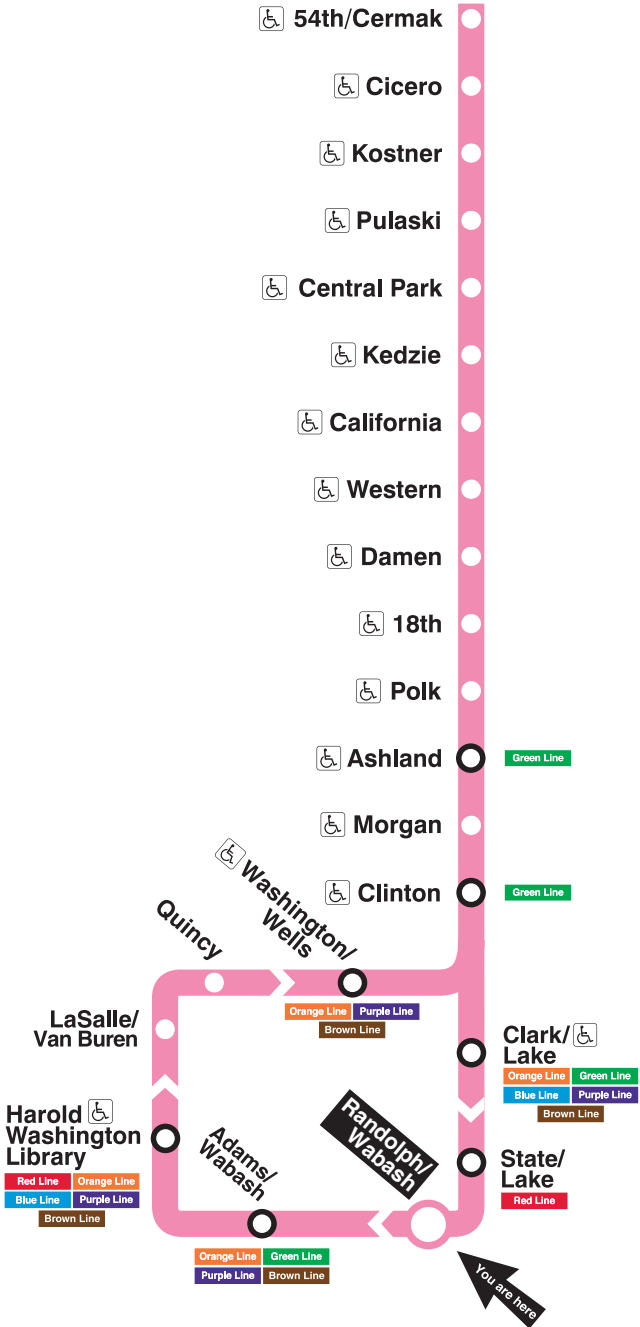 54th/Cermak
Cicero
Kostner
Pulaski
Central Park
Kedzie
California
Western
Damen
18th
Polk
Ashland
Green Line
Morgan
Clinton
Green Line
Washington/
Wells
Orange Line Purple Line
Brown Line
Quincy
LaSalle/
Van Buren
Clark/
Lake
Orange Line Green Line
Blue Line Purple Line
Brown Line
Harold
Washington
Library
Red Line Orange Line
Blue Line Purple Line
Brown Line
Adams/
Wabash
Orange Line Green Line
Purple Line Brown Line
Randolph/
Wabash
State/
Lake
Red Line
You are here